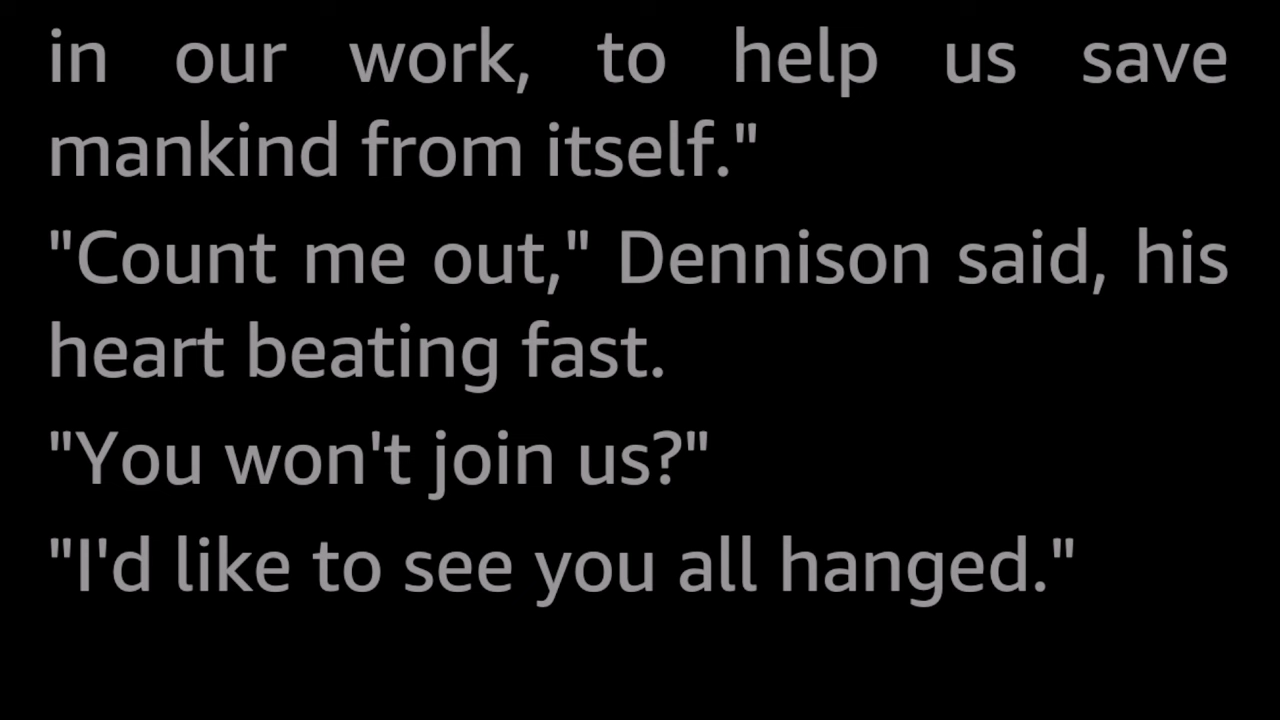 in our work, to help us save
mankind from itself."
"Count me out," Dennison said, his
heart beating fast.
"You won't join us?"
"I'd like to see you all hanged."